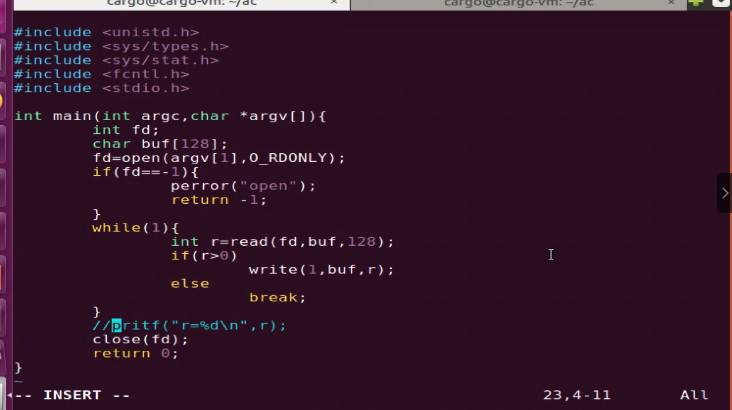 cargo@cargo-vm: ~/ac × cargo@cargo-vm: ~/ac ×
#include <unistd.h>
#include <sys/types.h>
#include <sys/stat.h>
#include <fcntl.h>
#include <stdio.h>
int main(int argc,char *argv[]){
int fd;
char buf[128];
fd=open(argv[1],O_RDONLY);
if(fd==-1){
perror("open");
return -1;
}
while(1){
int r=read(fd,buf,128);
if(r>0)
write(1,buf,r);
else
break;
}
//pritf("r=%d\n",r);
close(fd);
return 0;
}
~
-- INSERT -- 23,4-11 All